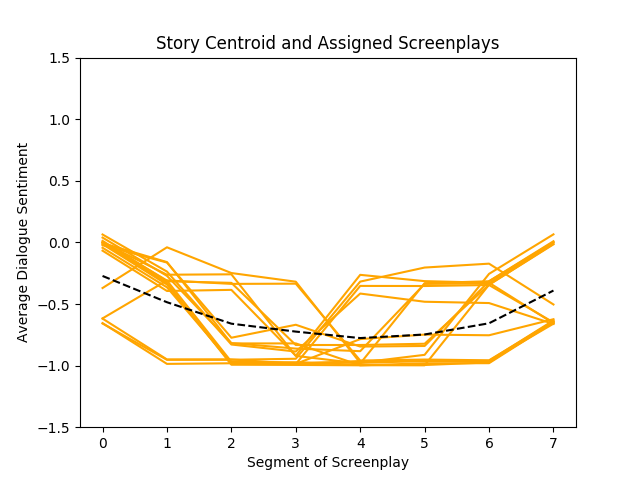 Story Centroid and Assigned Screenplays
1.5
1.0
0.5
0.0
−0.5
−1.0
−1.5
Average Dialogue Sentiment
0 1 2 3 4 5 6 7
Segment of Screenplay